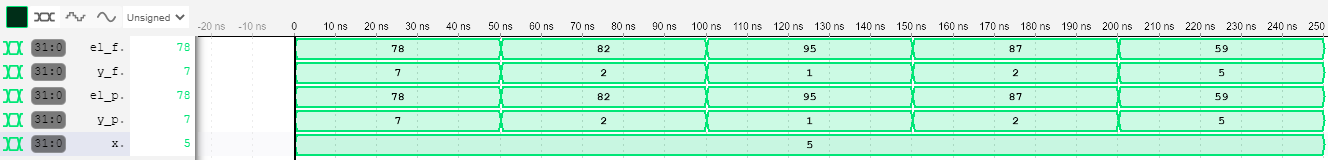 Unsigned -20 ns -10 ns 0 10 ns 20 ns 30 ns 40 ns 50 ns 60 ns 70 ns 80 ns 90 ns 100 ns 110 ns 120 ns 130 ns 140 ns 150 ns 160 ns 170 ns 180 ns 190 ns 200 ns 210 ns 220 ns 230 ns 240 ns 250
31:0 el_f. 78 78 82 95 87 59
31:0 y_f. 7 7 2 1 2 5
31:0 el_p. 78 78 82 95 87 59
31:0 y_p. 7 7 2 1 2 5
31:0 x. 5 5